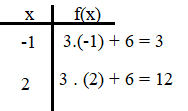 x f(x)
-1 3.(-1) + 6 = 3
2 3 . (2) + 6 = 12